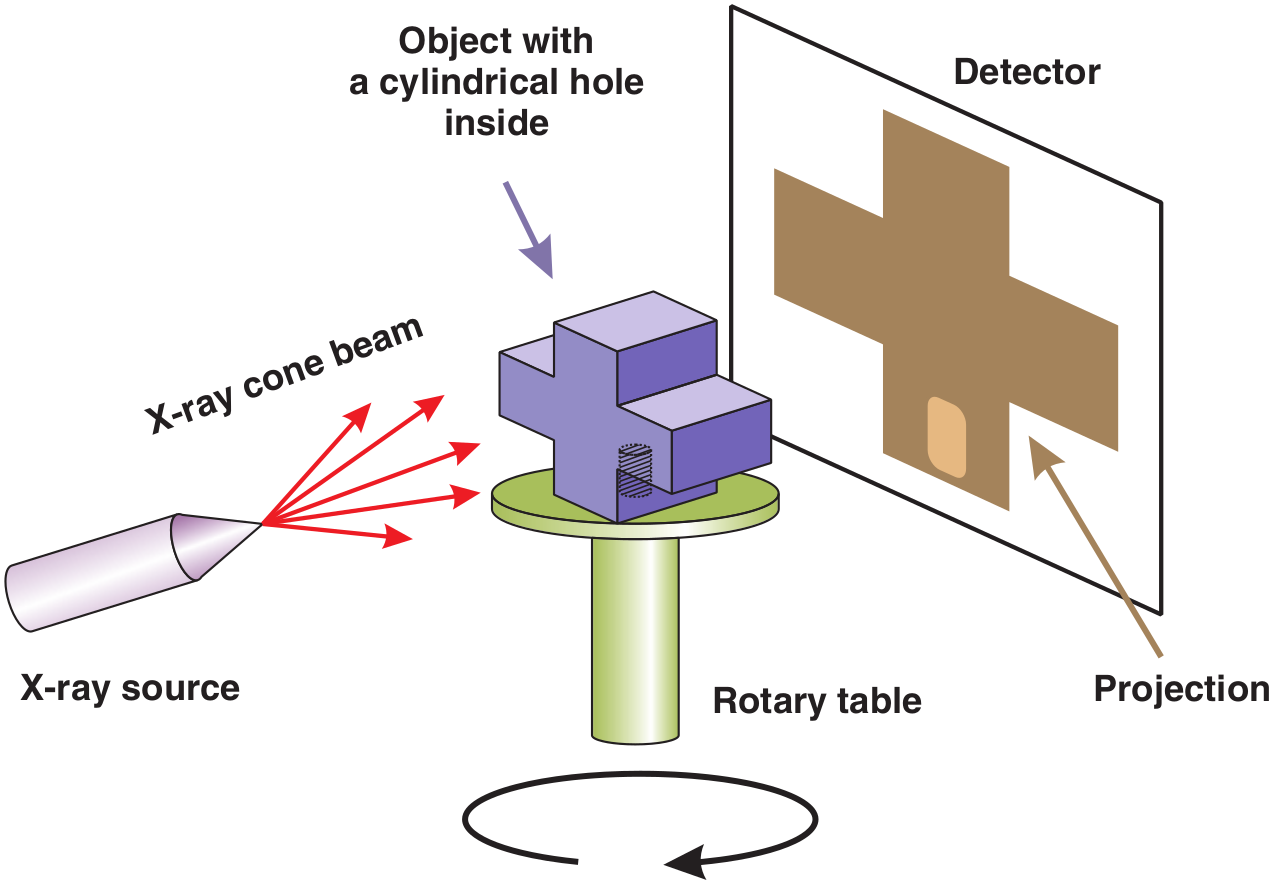 Object with
a cylindrical hole
inside
Detector
X-ray cone beam
X-ray source
Rotary table
Projection